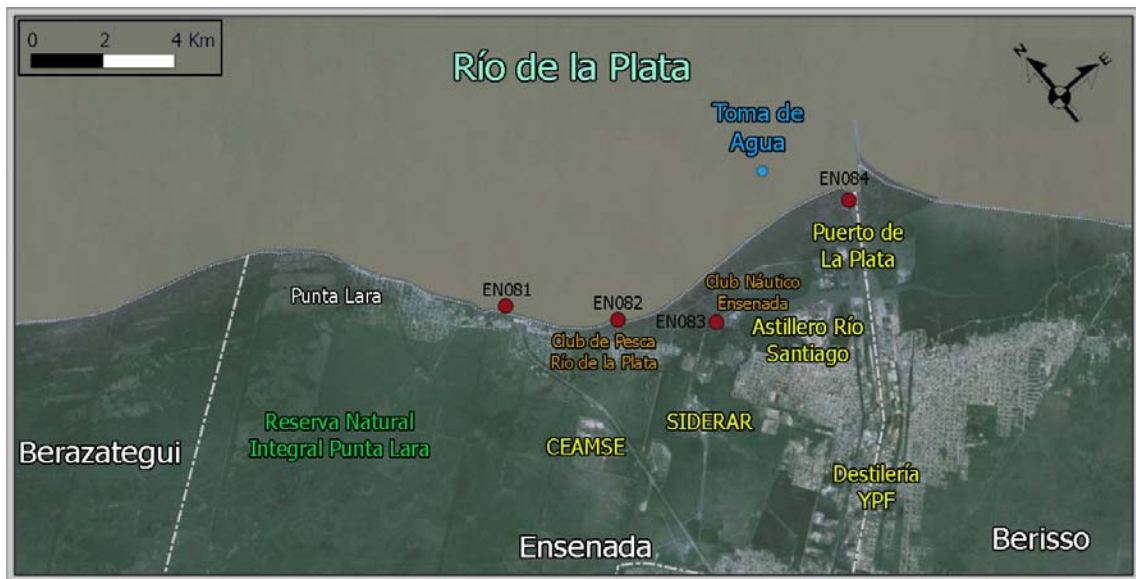 0 2 4 Km
Río de la Plata
N
E
Toma de
Agua
EN084
Puerto de
La Plata
Club Náutico
Ensenada
Punta Lara
EN081
EN082
EN083
Astillero Río
Santiago
Club de Pesca
Río de la Plata
Reserva Natural
Integral Punta Lara
Berazategui
CEAMSE
SIDERAR
Destilería
YPF
Ensenada
Berisso